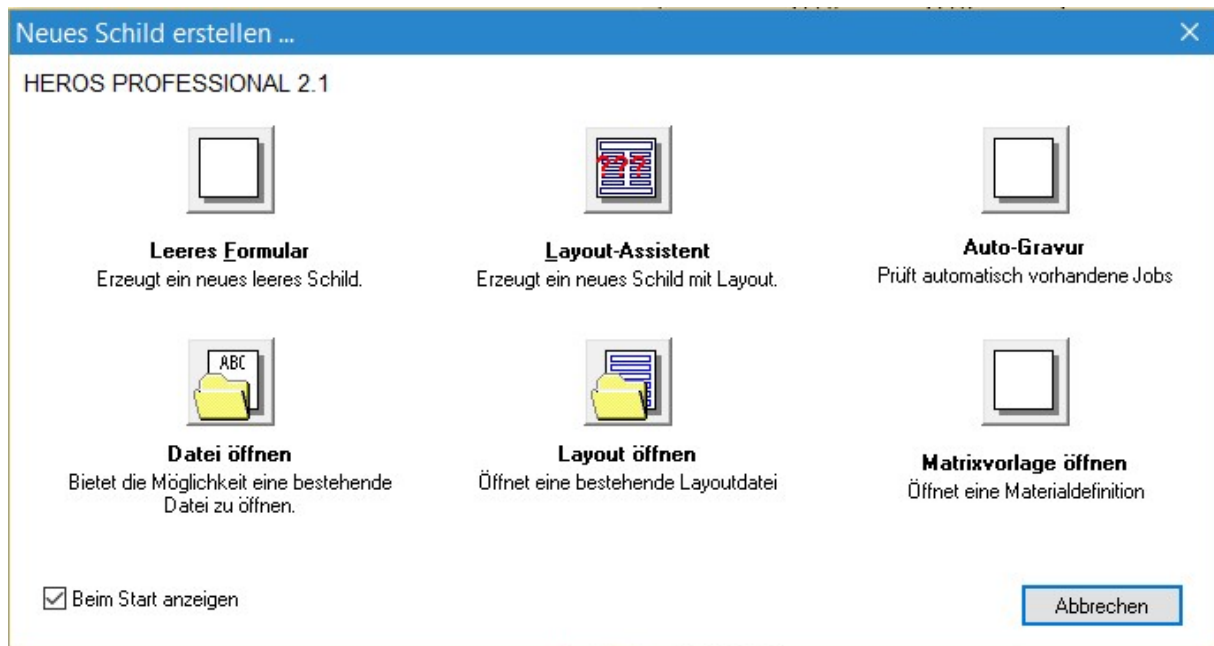 Neues Schild erstellen ...
HEROS PROFESSIONAL 2.1
Leeres Formular
Erzeugt ein neues leeres Schild.
???
Layout-Assistent
Erzeugt ein neues Schild mit Layout.
Auto-Gravur
Prüft automatisch vorhandene Jobs
ABC
Datei öffnen
Bietet die Möglichkeit eine bestehende
Datei zu öffnen.
Layout öffnen
Öffnet eine bestehende Layoutdatei
Matrixvorlage öffnen
Öffnet eine Materialdefinition
Beim Start anzeigen
Abbrechen